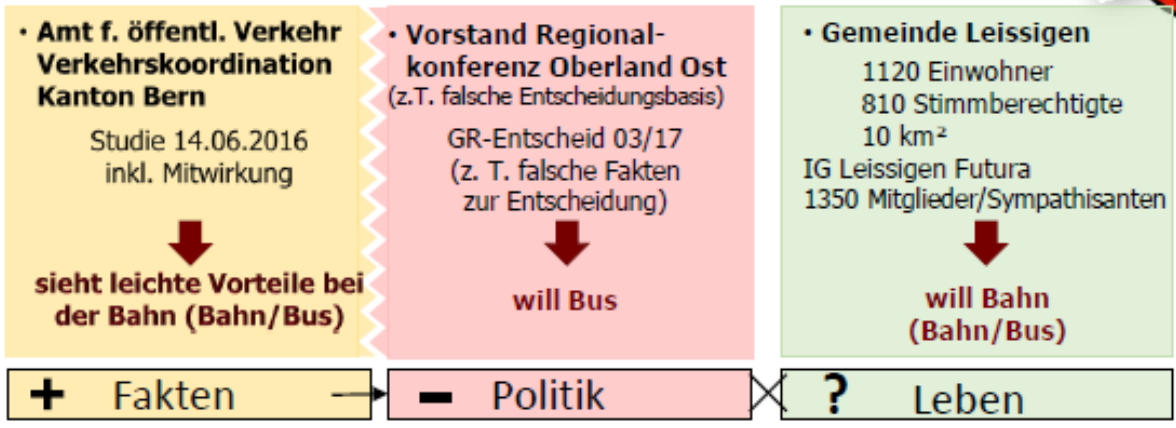 • Amt f. öffentl. Verkehr
Verkehrskoordination
Kanton Bern
Studie 14.06.2016
inkl. Mitwirkung
sieht leichte Vorteile bei
der Bahn (Bahn/Bus)
+ Fakten
• Vorstand Regional-
konferenz Oberland Ost
(z.T. falsche Entscheidungsbasis)
GR-Entscheid 03/17
(z. T. falsche Fakten
zur Entscheidung)
will Bus
– Politik
• Gemeinde Leissigen
1120 Einwohner
810 Stimmberechtigte
10 km²
IG Leissigen Futura
1350 Mitglieder/Sympathisanten
will Bahn
(Bahn/Bus)
? Leben